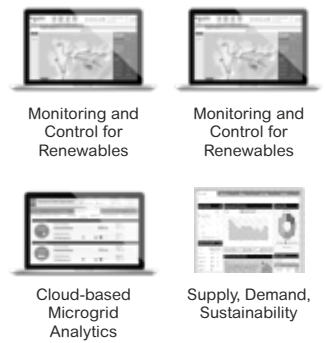 Monitoring and
Control for
Renewables
Monitoring and
Control for
Renewables
Cloud-based
Microgrid
Analytics
Supply, Demand,
Sustainability